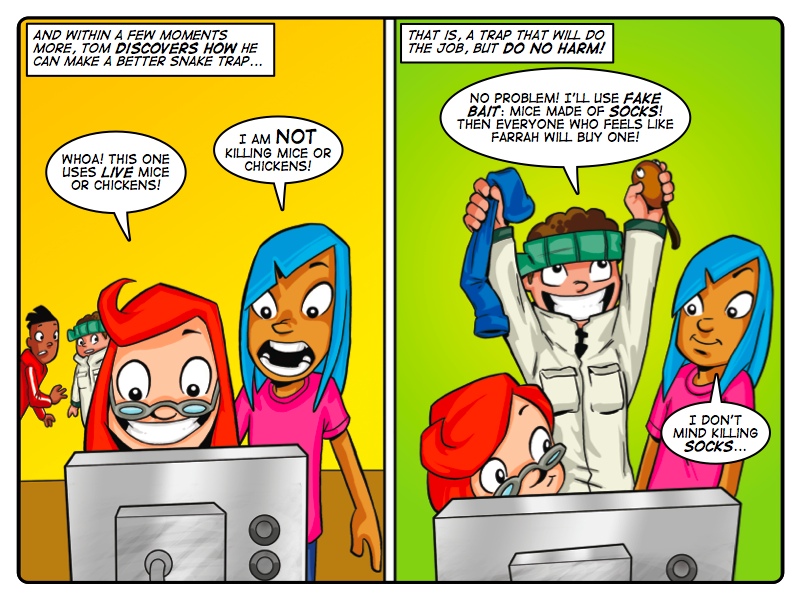 AND WITHIN A FEW MOMENTS
MORE, TOM DISCOVERS HOW HE
CAN MAKE A BETTER SNAKE TRAP...
WHOA! THIS ONE
USES LIVE MICE
OR CHICKENS!
I AM NOT
KILLING MICE OR
CHICKENS!
THAT IS, A TRAP THAT WILL DO
THE JOB, BUT DO NO HARM!
NO PROBLEM! I'LL USE FAKE
BAIT: MICE MADE OF SOCKS!
THEN EVERYONE WHO FEELS LIKE
FARRAH WILL BUY ONE!
I DON'T
MIND KILLING
SOCKS...